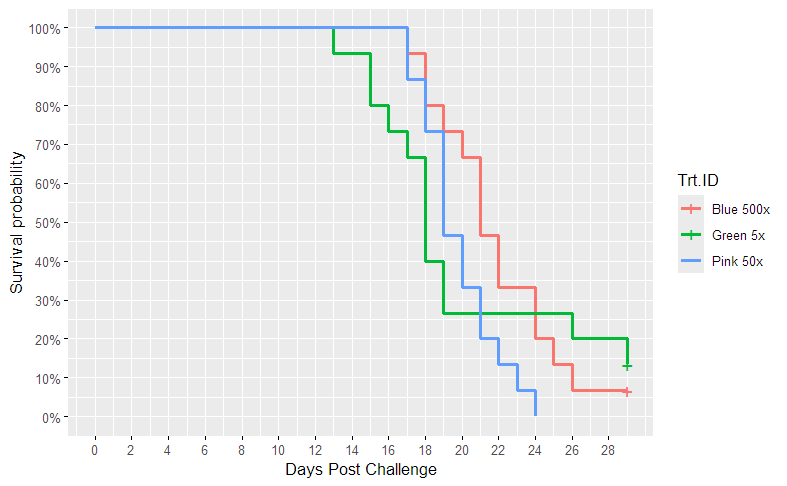 100%
90%
80%
70%
60%
50%
40%
30%
20%
10%
0%
Survival probability
0 2 4 6 8 10 12 14 16 18 20 22 24 26 28
Days Post Challenge
Trt.ID
Blue 500x
Green 5x
Pink 50x